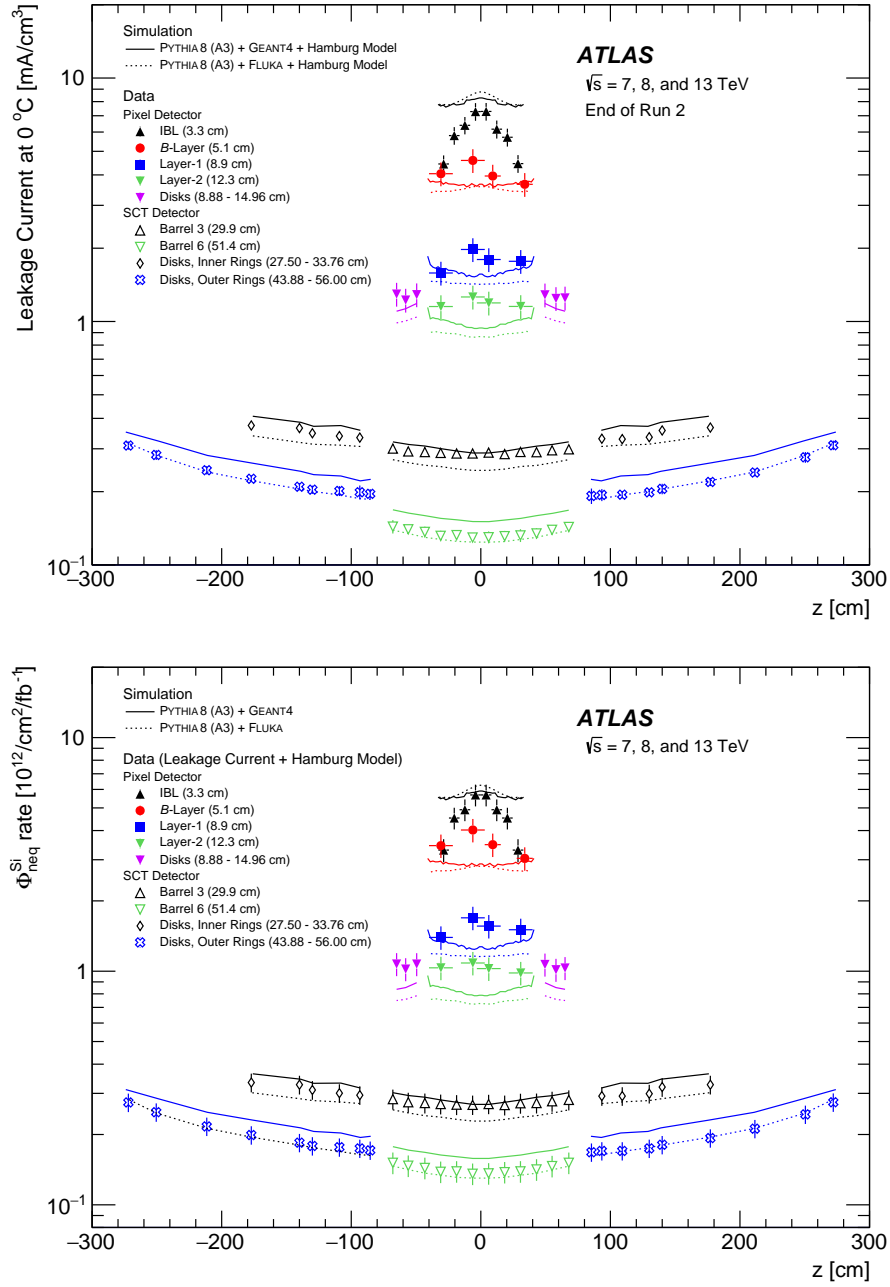 Leakage Current at 0 °C [mA/cm3]
10
1
10⁻¹
Simulation
PYTHIA 8 (A3) + GEANT4 + Hamburg Model
PYTHIA 8 (A3) + FLUKA + Hamburg Model
Data
Pixel Detector
IBL (3.3 cm)
B-Layer (5.1 cm)
Layer-1 (8.9 cm)
Layer-2 (12.3 cm)
Disks (8.88 - 14.96 cm)
SCT Detector
Barrel 3 (29.9 cm)
Barrel 6 (51.4 cm)
Disks, Inner Rings (27.50 - 33.76 cm)
Disks, Outer Rings (43.88 - 56.00 cm)
ATLAS
√s = 7, 8, and 13 TeV
End of Run 2
−300 −200 −100 0 100 200 300
z [cm]
Φ_neq^Si rate [10¹²/cm²/fb⁻¹]
10
1
10⁻¹
Simulation
PYTHIA 8 (A3) + GEANT4
PYTHIA 8 (A3) + FLUKA
Data (Leakage Current + Hamburg Model)
Pixel Detector
IBL (3.3 cm)
B-Layer (5.1 cm)
Layer-1 (8.9 cm)
Layer-2 (12.3 cm)
Disks (8.88 - 14.96 cm)
SCT Detector
Barrel 3 (29.9 cm)
Barrel 6 (51.4 cm)
Disks, Inner Rings (27.50 - 33.76 cm)
Disks, Outer Rings (43.88 - 56.00 cm)
ATLAS
√s = 7, 8, and 13 TeV
−300 −200 −100 0 100 200 300
z [cm]